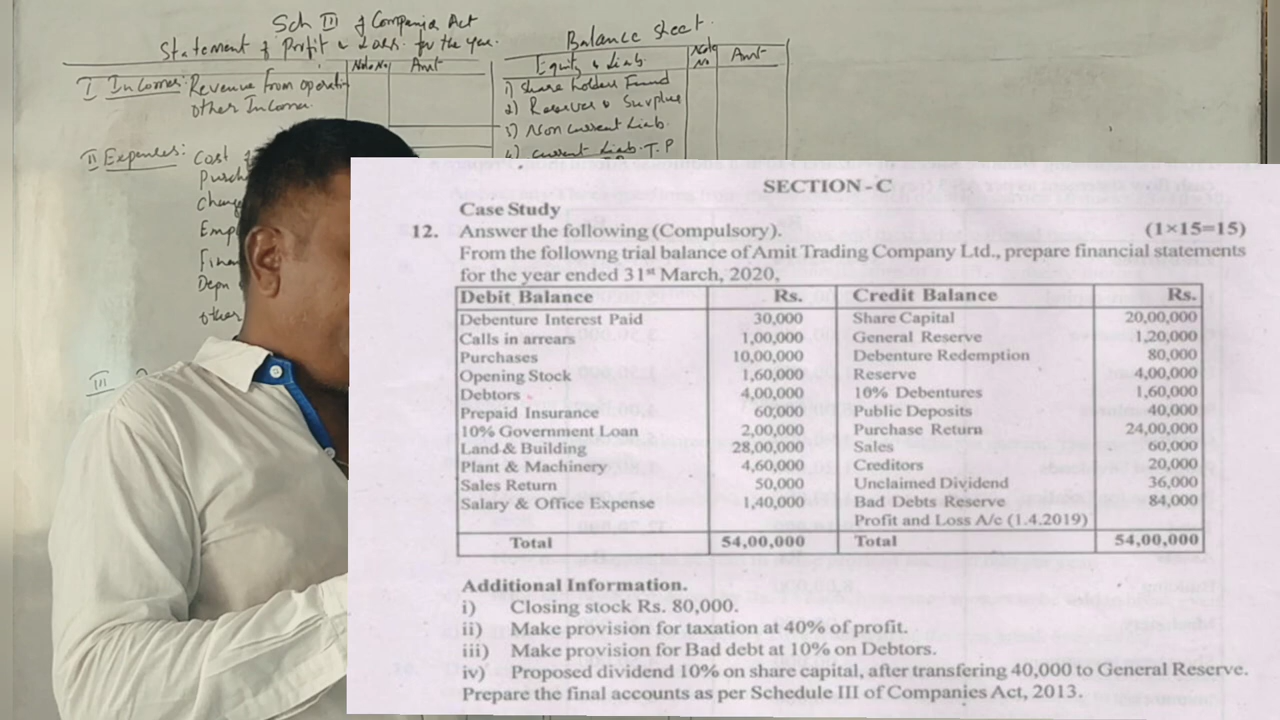 Sch III of Companies Act
Statement of Profit & Loss. for the year.
Note No Amt
I Incomes: Revenue from operation
other Incomes.
II Expenses: Cost
Purch
Chang
Emp
Finan
Depn
other
III
Balance Sheet.
Equity & Liab. Note No Amt
1) Share holders Fund
2) Reserves & Surplus
3) Non Current Liab.
4) Current Liab. T.P
SECTION - C
Case Study
12. Answer the following (Compulsory). (1×15=15)
From the followng trial balance of Amit Trading Company Ltd., prepare financial statements
for the year ended 31st March, 2020,
Debit Balance Rs. Credit Balance Rs.
Debenture Interest Paid 30,000 Share Capital 20,00,000
Calls in arrears 1,00,000 General Reserve 1,20,000
Purchases 10,00,000 Debenture Redemption 80,000
Opening Stock 1,60,000 Reserve 4,00,000
Debtors 4,00,000 10% Debentures 1,60,000
Prepaid Insurance 60,000 Public Deposits 40,000
10% Government Loan 2,00,000 Purchase Return 24,00,000
Land & Building 28,00,000 Sales 60,000
Plant & Machinery 4,60,000 Creditors 20,000
Sales Return 50,000 Unclaimed Dividend 36,000
Salary & Office Expense 1,40,000 Bad Debts Reserve 84,000
Profit and Loss A/c (1.4.2019)
Total 54,00,000 Total 54,00,000
Additional Information.
i) Closing stock Rs. 80,000.
ii) Make provision for taxation at 40% of profit.
iii) Make provision for Bad debt at 10% on Debtors.
iv) Proposed dividend 10% on share capital, after transfering 40,000 to General Reserve.
Prepare the final accounts as per Schedule III of Companies Act, 2013.